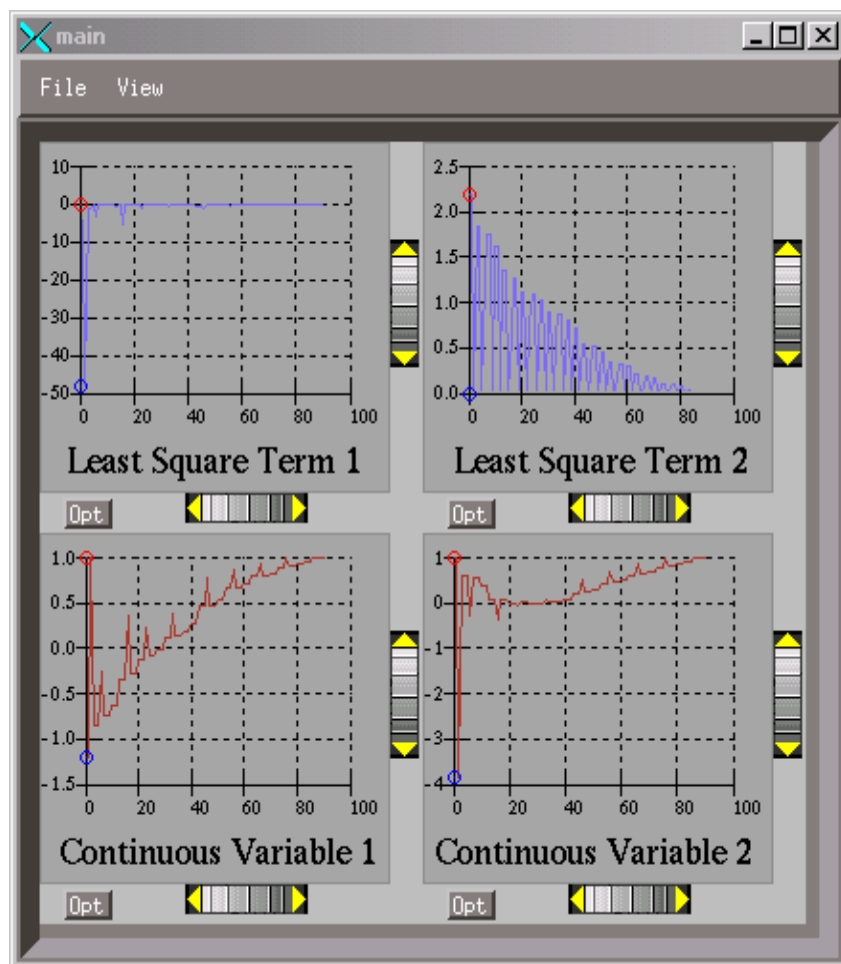 main
File View
10
0
-10
-20
-30
-40
-50
0 20 40 60 80 100
Least Square Term 1
2.5
2.0
1.5
1.0
0.5
0.0
0 20 40 60 80 100
Least Square Term 2
Opt
Opt
1.0
0.5
0.0
-0.5
-1.0
-1.5
0 20 40 60 80 100
Continuous Variable 1
1
0
-1
-2
-3
-4
0 20 40 60 80 100
Continuous Variable 2
Opt
Opt